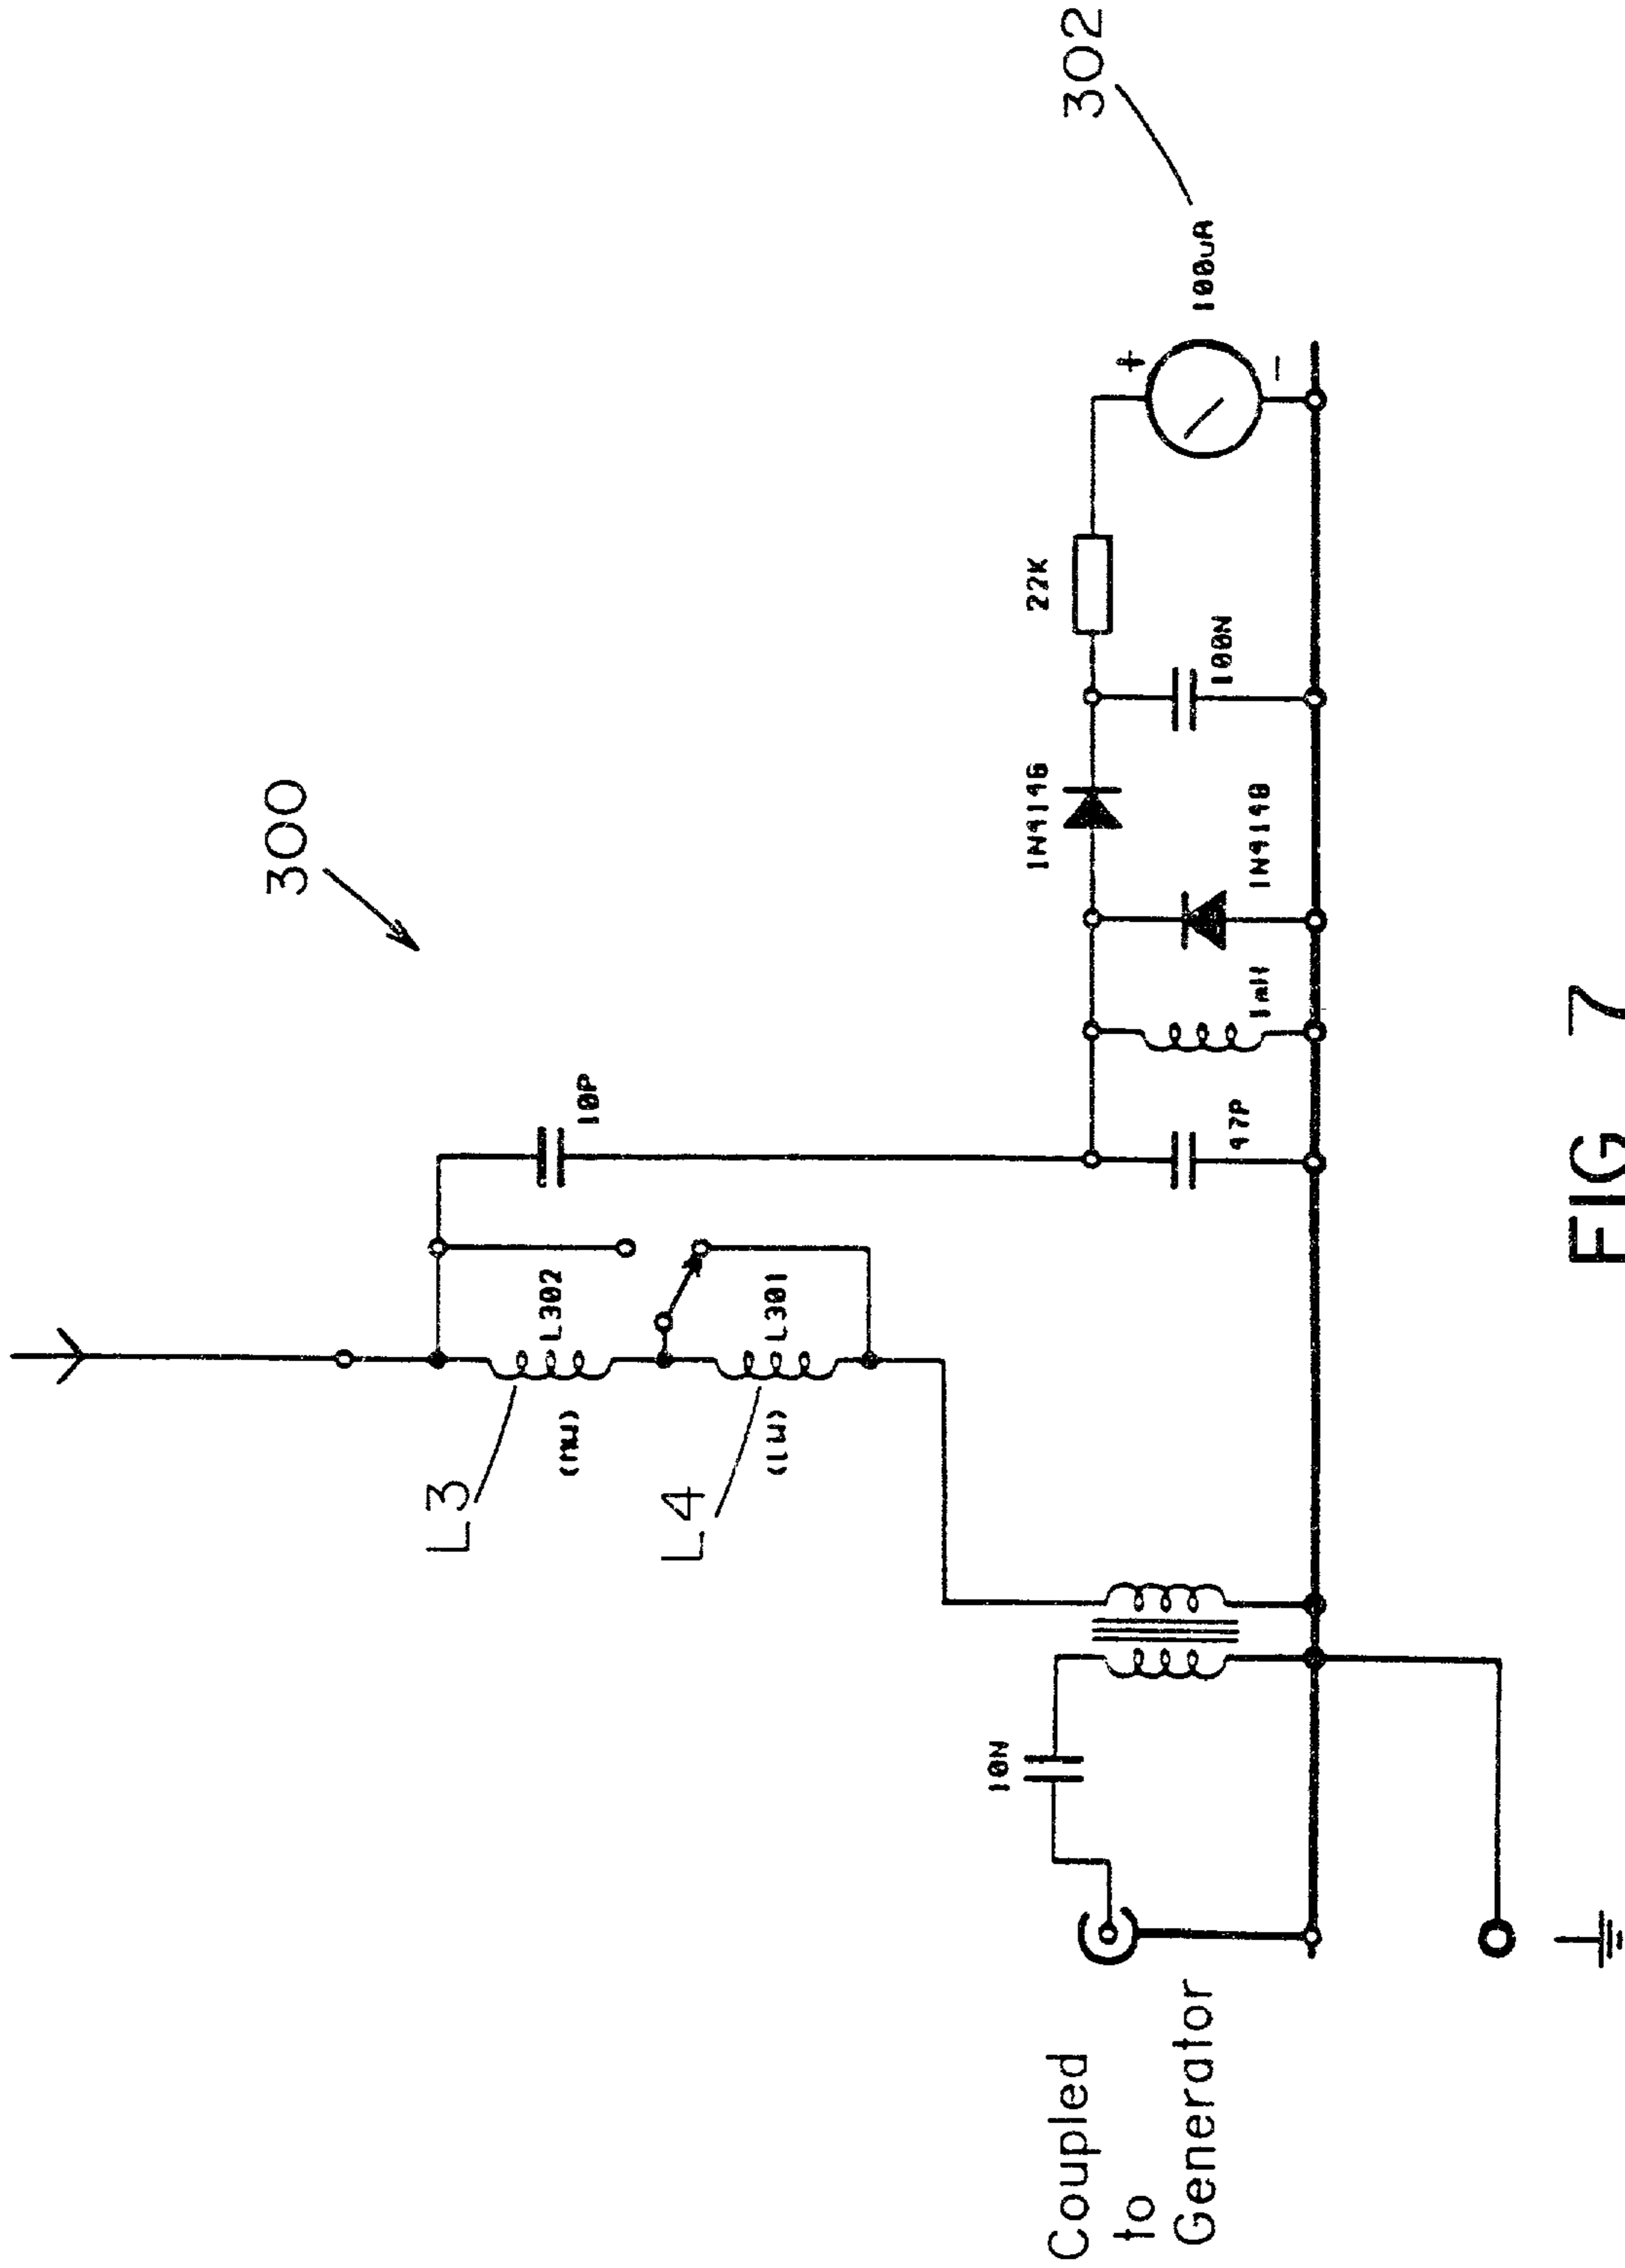 300
10P
L302
L3
(MW)
L301
L4
(LW)
302
22K
1N4148
10N
+
100uA
100N
1N4148
1mH
47P
−
Coupled
to
Generator
FIG 7